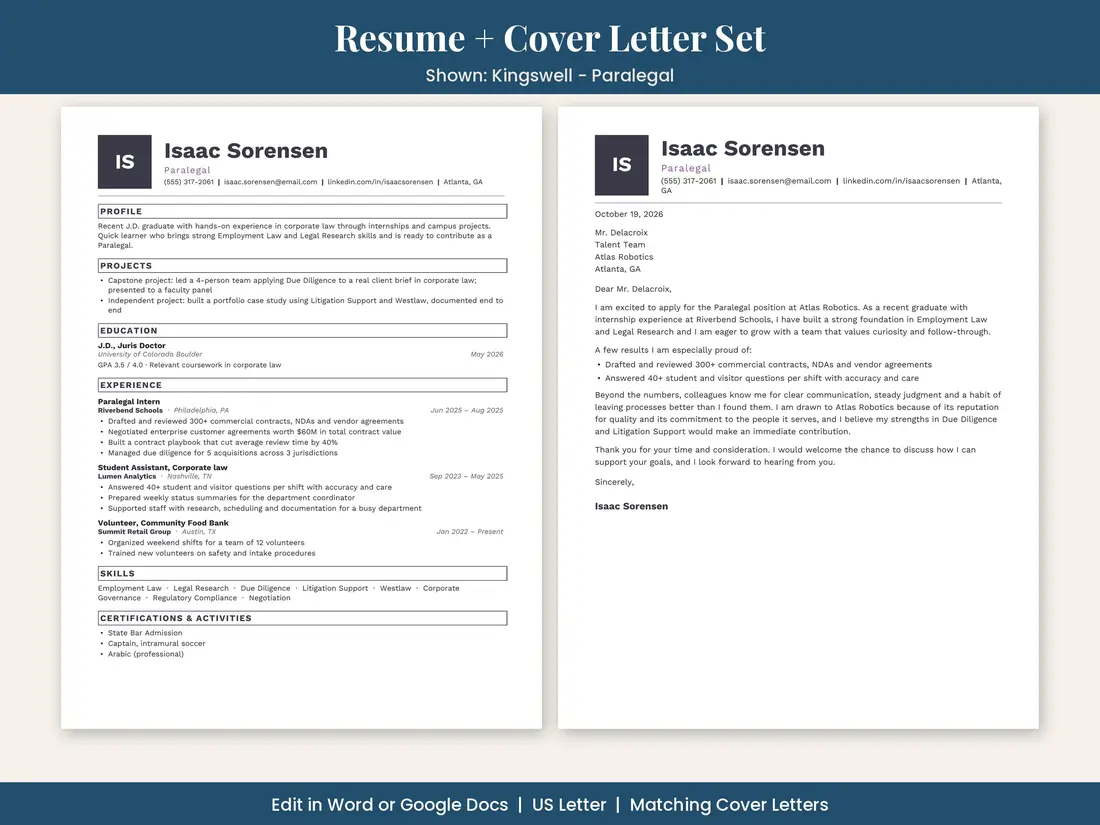 Resume + Cover Letter Set
Shown: Kingswell - Paralegal
IS
Isaac Sorensen
Paralegal
(555) 317-2061 | isaac.sorensen@email.com | linkedin.com/in/isaacsorensen | Atlanta, GA
PROFILE
Recent J.D. graduate with hands-on experience in corporate law through internships and campus projects.
Quick learner who brings strong Employment Law and Legal Research skills and is ready to contribute as a
Paralegal.
PROJECTS
• Capstone project: led a 4-person team applying Due Diligence to a real client brief in corporate law;
presented to a faculty panel
• Independent project: built a portfolio case study using Litigation Support and Westlaw, documented end to
end
EDUCATION
J.D., Juris Doctor
University of Colorado Boulder May 2026
GPA 3.5 / 4.0 · Relevant coursework in corporate law
EXPERIENCE
Paralegal Intern
Riverbend Schools · Philadelphia, PA Jun 2025 – Aug 2025
• Drafted and reviewed 300+ commercial contracts, NDAs and vendor agreements
• Negotiated enterprise customer agreements worth $60M in total contract value
• Built a contract playbook that cut average review time by 40%
• Managed due diligence for 5 acquisitions across 3 jurisdictions
Student Assistant, Corporate law
Lumen Analytics · Nashville, TN Sep 2023 – May 2025
• Answered 40+ student and visitor questions per shift with accuracy and care
• Prepared weekly status summaries for the department coordinator
• Supported staff with research, scheduling and documentation for a busy department
Volunteer, Community Food Bank
Summit Retail Group · Austin, TX Jan 2022 – Present
• Organized weekend shifts for a team of 12 volunteers
• Trained new volunteers on safety and intake procedures
SKILLS
Employment Law · Legal Research · Due Diligence · Litigation Support · Westlaw · Corporate
Governance · Regulatory Compliance · Negotiation
CERTIFICATIONS & ACTIVITIES
• State Bar Admission
• Captain, intramural soccer
• Arabic (professional)
IS
Isaac Sorensen
Paralegal
(555) 317-2061 | isaac.sorensen@email.com | linkedin.com/in/isaacsorensen | Atlanta,
GA
October 19, 2026
Mr. Delacroix
Talent Team
Atlas Robotics
Atlanta, GA
Dear Mr. Delacroix,
I am excited to apply for the Paralegal position at Atlas Robotics. As a recent graduate with
internship experience at Riverbend Schools, I have built a strong foundation in Employment Law
and Legal Research and I am eager to grow with a team that values curiosity and follow-through.
A few results I am especially proud of:
• Drafted and reviewed 300+ commercial contracts, NDAs and vendor agreements
• Answered 40+ student and visitor questions per shift with accuracy and care
Beyond the numbers, colleagues know me for clear communication, steady judgment and a habit of
leaving processes better than I found them. I am drawn to Atlas Robotics because of its reputation
for quality and its commitment to the people it serves, and I believe my strengths in Due Diligence
and Litigation Support would make an immediate contribution.
Thank you for your time and consideration. I would welcome the chance to discuss how I can
support your goals, and I look forward to hearing from you.
Sincerely,
Isaac Sorensen
Edit in Word or Google Docs | US Letter | Matching Cover Letters